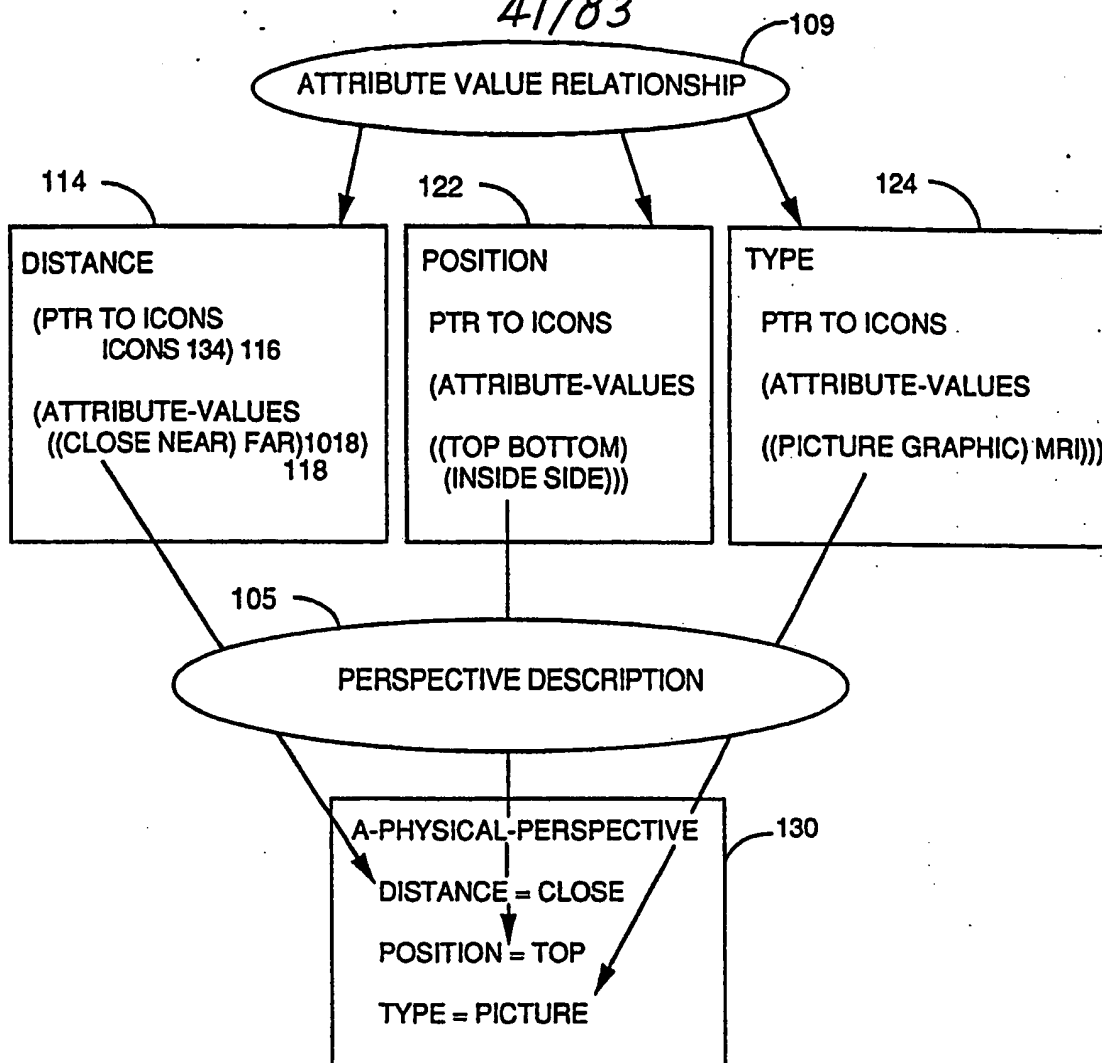 41/83
109
ATTRIBUTE VALUE RELATIONSHIP
114
122
124
DISTANCE
(PTR TO ICONS
ICONS 134) 116
(ATTRIBUTE-VALUES
((CLOSE NEAR) FAR)1018)
118
POSITION
PTR TO ICONS
(ATTRIBUTE-VALUES
((TOP BOTTOM)
(INSIDE SIDE)))
TYPE
PTR TO ICONS
(ATTRIBUTE-VALUES
((PICTURE GRAPHIC) MRI)))
105
PERSPECTIVE DESCRIPTION
A-PHYSICAL-PERSPECTIVE
130
DISTANCE = CLOSE
POSITION = TOP
TYPE = PICTURE